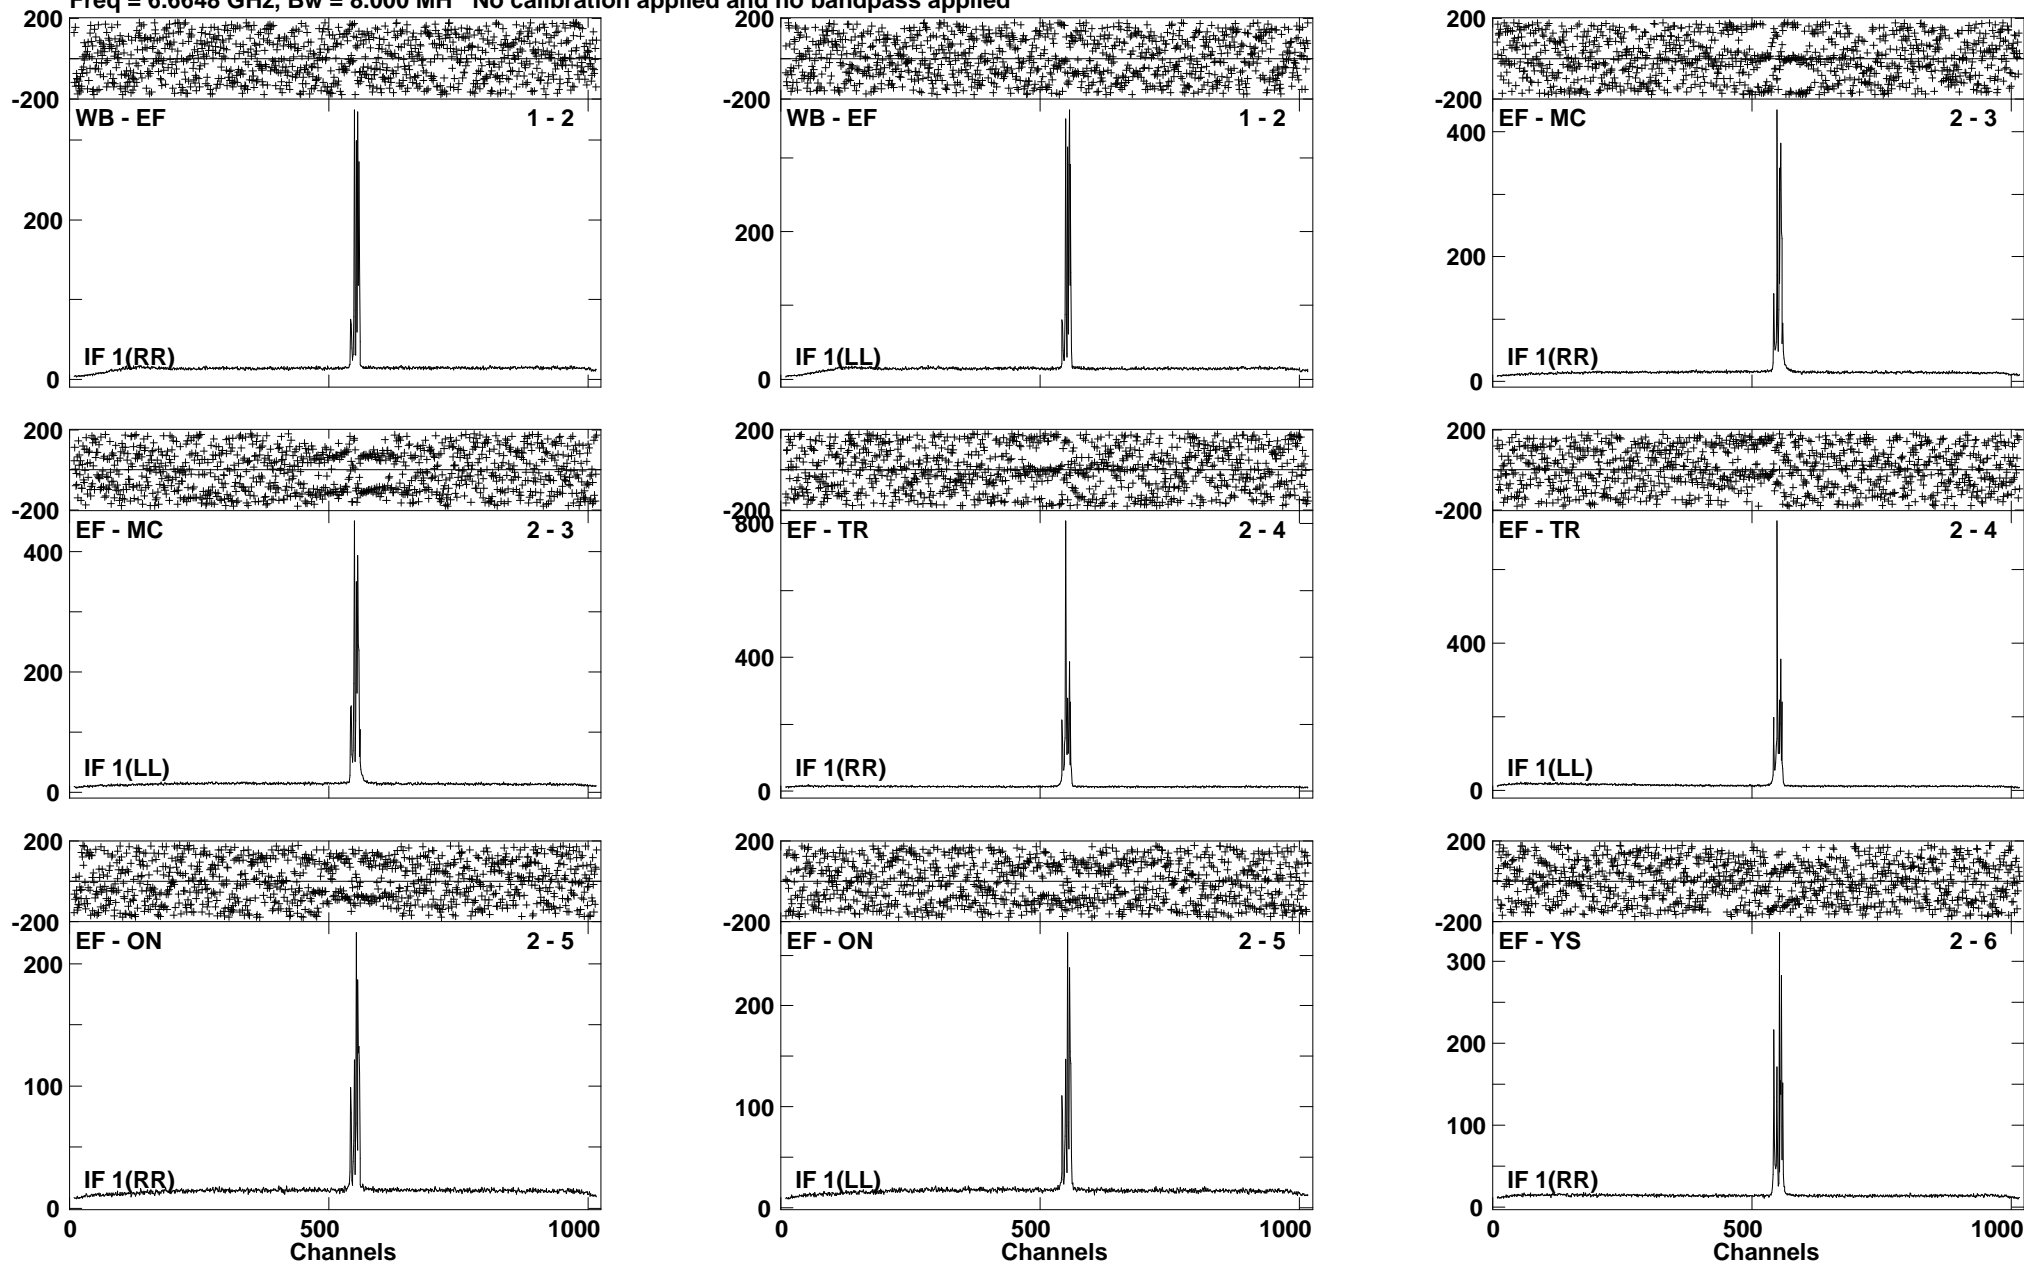 Freq = 6.6648 GHz, Bw = 8.000 MH No calibration applied and no bandpass applied
200
-200
WB - EF 1 - 2
200
IF 1(RR)
0
200
-200
WB - EF 1 - 2
200
IF 1(LL)
0
200
-200
EF - MC 2 - 3
400
200
IF 1(RR)
0
200
-200
EF - MC 2 - 3
400
200
IF 1(LL)
0
200
-200
800
EF - TR 2 - 4
400
IF 1(RR)
0
200
-200
EF - TR 2 - 4
400
IF 1(LL)
0
200
-200
EF - ON 2 - 5
200
100
IF 1(RR)
0
0 500 1000
Channels
200
-200
EF - ON 2 - 5
200
100
IF 1(LL)
0
0 500 1000
Channels
200
-200
EF - YS 2 - 6
300
200
100
IF 1(RR)
0
0 500 1000
Channels